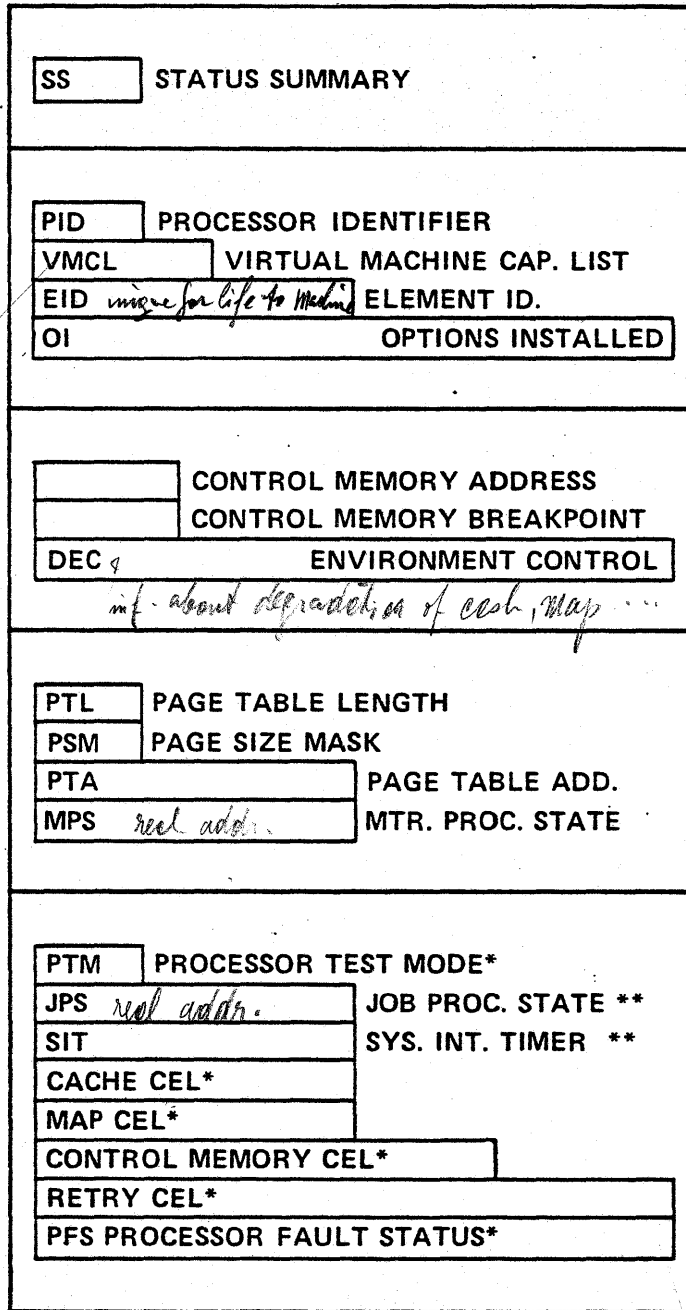 SS STATUS SUMMARY
PID PROCESSOR IDENTIFIER
VMCL VIRTUAL MACHINE CAP. LIST
EID unique for life to machine ELEMENT ID.
OI OPTIONS INSTALLED
CONTROL MEMORY ADDRESS
CONTROL MEMORY BREAKPOINT
DEC ENVIRONMENT CONTROL
inf. about degradation of cash, map ...
PTL PAGE TABLE LENGTH
PSM PAGE SIZE MASK
PTA PAGE TABLE ADD.
MPS real addr. MTR. PROC. STATE
PTM PROCESSOR TEST MODE*
JPS real addr. JOB PROC. STATE **
SIT SYS. INT. TIMER **
CACHE CEL*
MAP CEL*
CONTROL MEMORY CEL*
RETRY CEL*
PFS PROCESSOR FAULT STATUS*